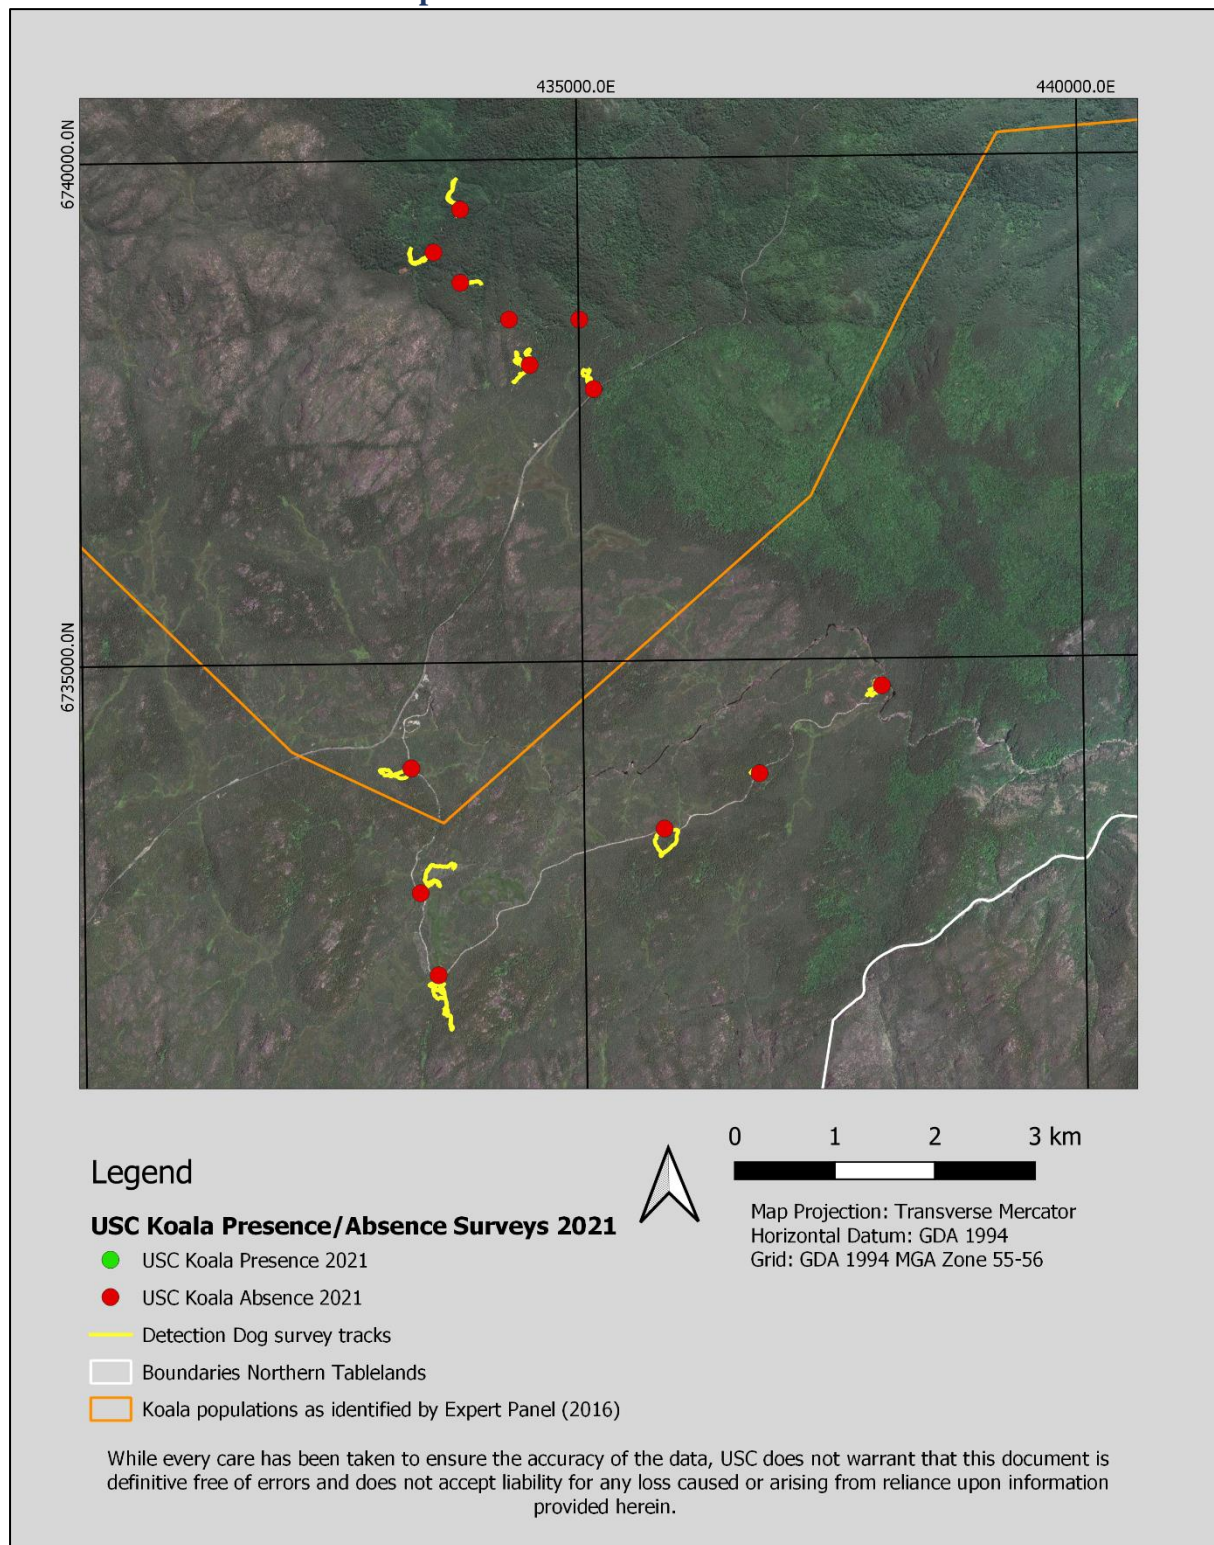 435000.0E
440000.0E
6740000.0N
6735000.0N
0 1 2 3 km
Legend
USC Koala Presence/Absence Surveys 2021
USC Koala Presence 2021
USC Koala Absence 2021
Detection Dog survey tracks
Boundaries Northern Tablelands
Koala populations as identified by Expert Panel (2016)
Map Projection: Transverse Mercator
Horizontal Datum: GDA 1994
Grid: GDA 1994 MGA Zone 55-56
While every care has been taken to ensure the accuracy of the data, USC does not warrant that this document is
definitive free of errors and does not accept liability for any loss caused or arising from reliance upon information
provided herein.